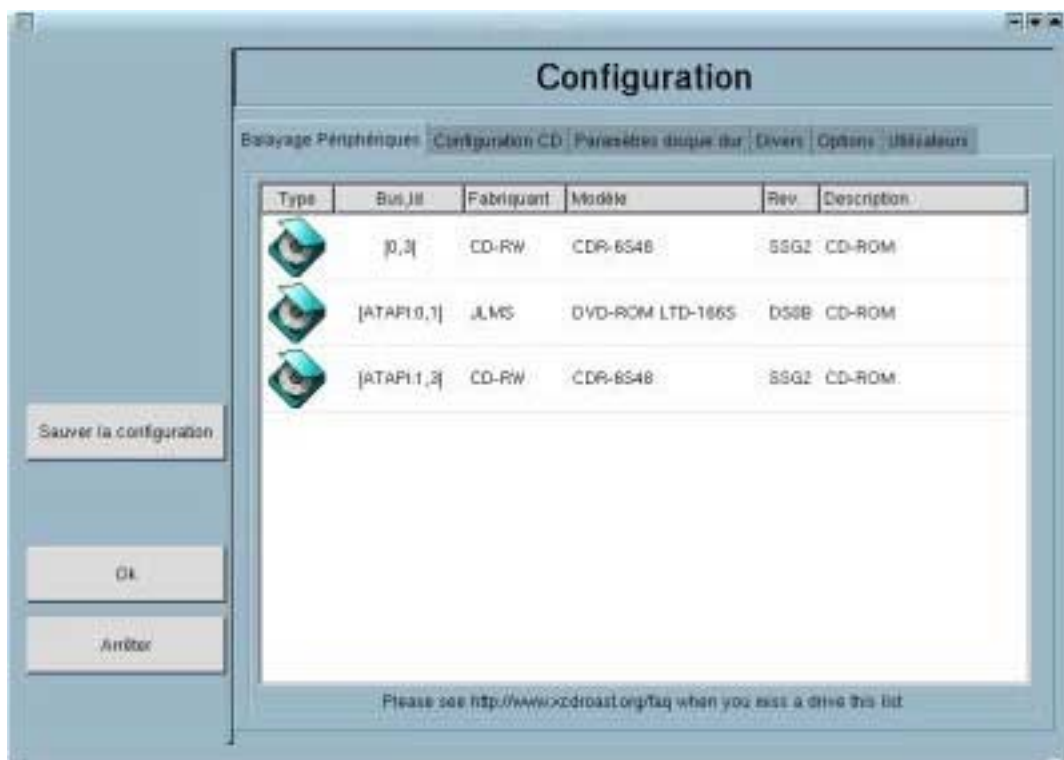 Configuration
Balayage Périphériques Configuration CD Paramètres disque dur Divers Options Utilisateurs
Type Bus,Id Fabriquant Modèle Rev. Description
[0,3] CD-RW CDR-6S48 SSG2 CD-ROM
[ATAPI:0,1] JLMS DVD-ROM LTD-166S DS0B CD-ROM
[ATAPI:1,3] CD-RW CDR-6S48 SSG2 CD-ROM
Sauver la configuration
Ok
Arrêter
Please see http://www.xcdroast.org/faq when you miss a drive this list